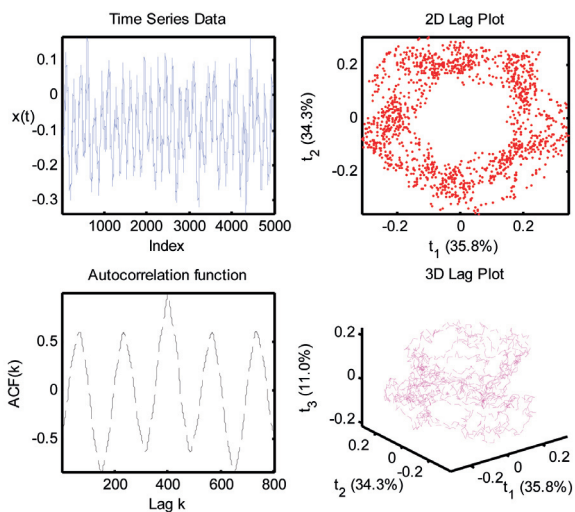 Time Series Data
0.1
0
-0.1
-0.2
-0.3
x(t)
1000 2000 3000 4000 5000
Index
2D Lag Plot
0.2
0
-0.2
t2 (34.3%)
-0.2 0 0.2
t1 (35.8%)
Autocorrelation function
0.5
0
-0.5
ACF(k)
200 400 600 800
Lag k
3D Lag Plot
0.2
0
-0.2
t3 (11.0%)
0.2
0
-0.2
t2 (34.3%)
-0.2
0
0.2
t1 (35.8%)